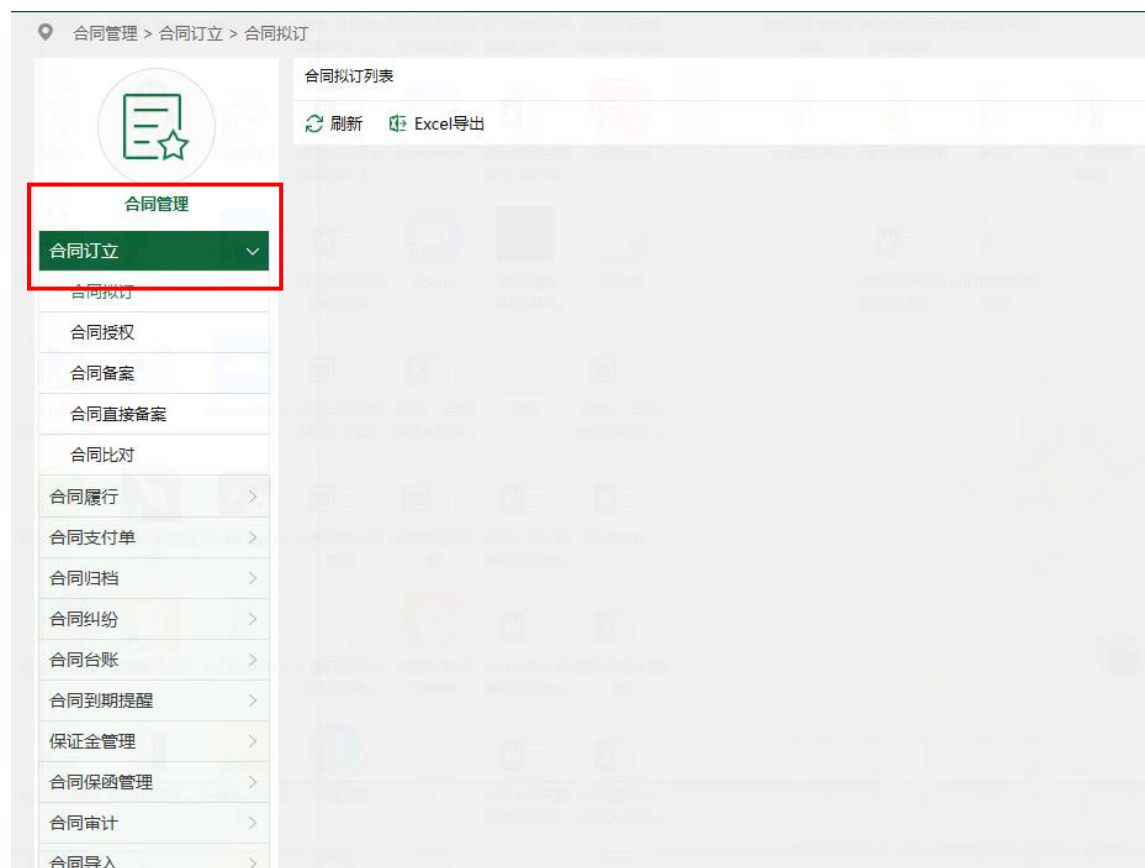 合同管理 > 合同订立 > 合同拟订
合同拟订列表
刷新 Excel导出
合同管理
合同订立
合同拟订
合同授权
合同备案
合同直接备案
合同比对
合同履行
合同支付单
合同归档
合同纠纷
合同台账
合同到期提醒
保证金管理
合同保函管理
合同审计
合同导入